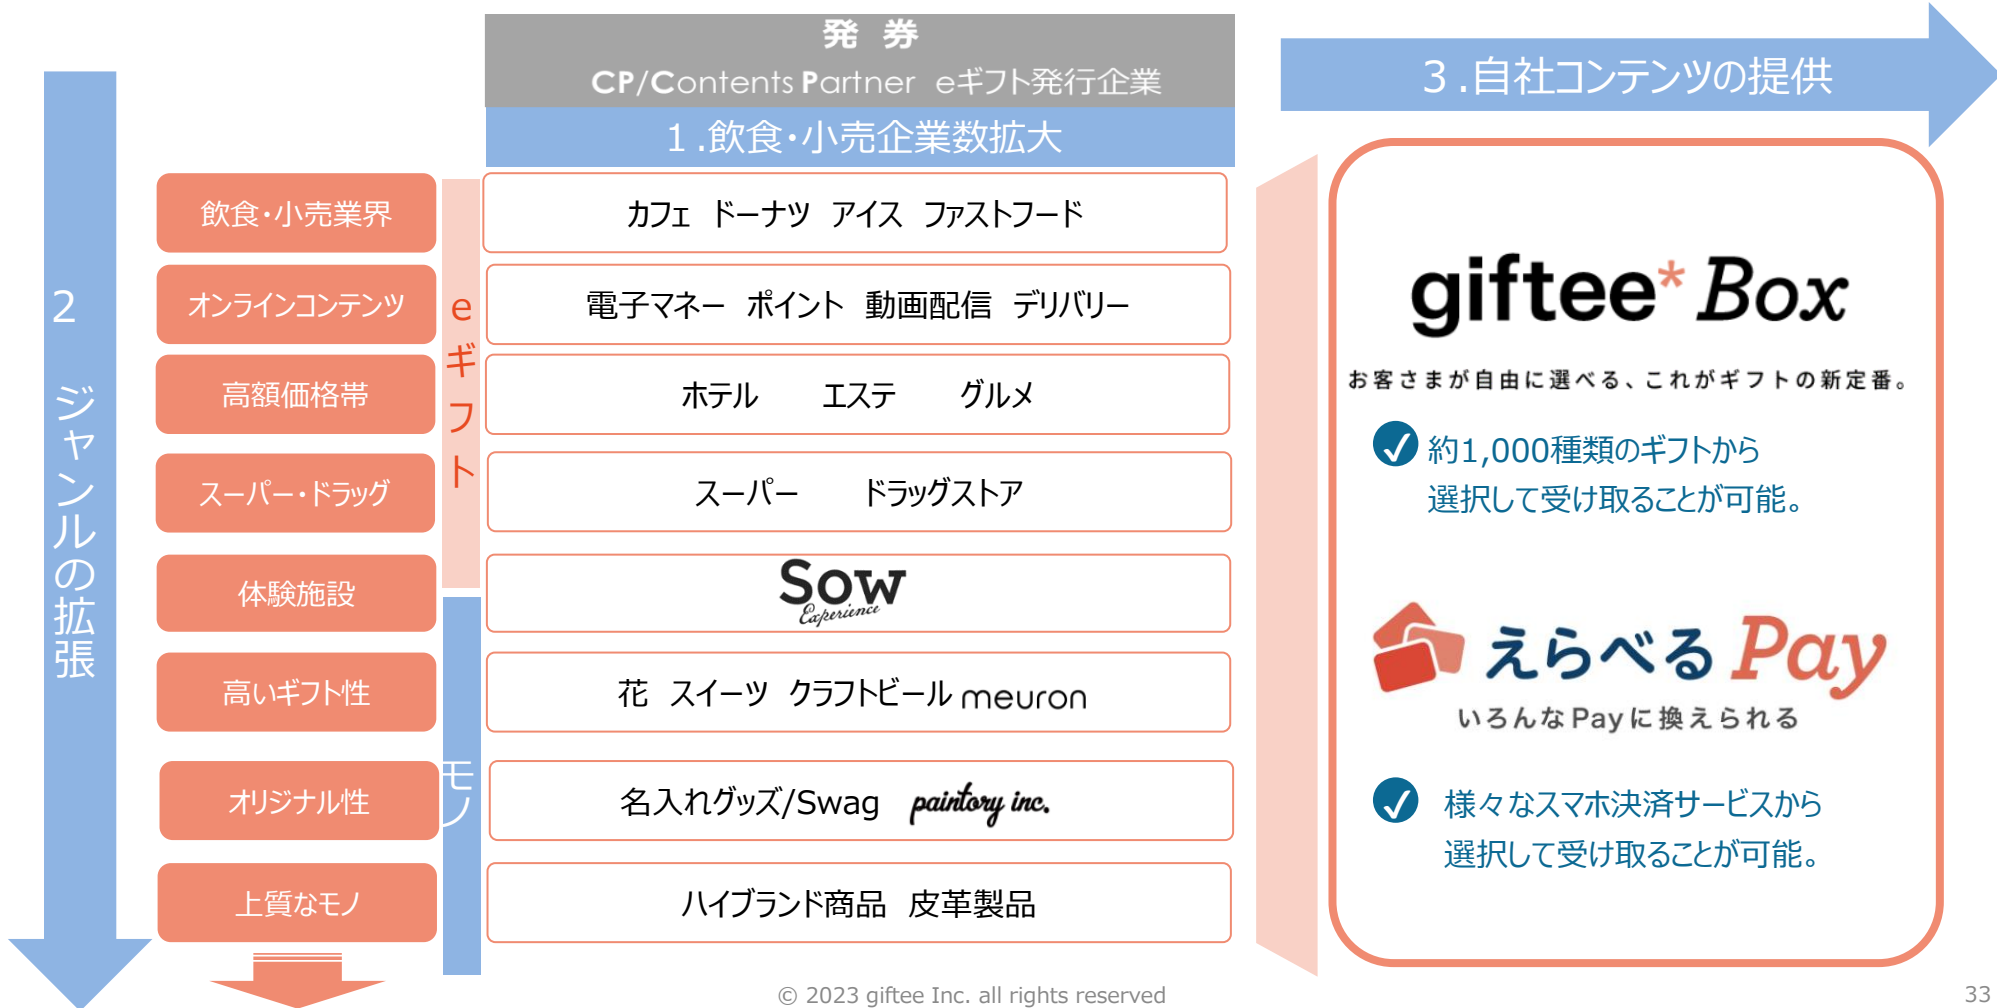 発 券
CP/Contents Partner eギフト発行企業
1.飲食・小売企業数拡大
3.自社コンテンツの提供
2 ジャンルの拡張
eギフト
モノ
飲食・小売業界
カフェ ドーナツ アイス ファストフード
オンラインコンテンツ
電子マネー ポイント 動画配信 デリバリー
高額価格帯
ホテル エステ グルメ
スーパー・ドラッグ
スーパー ドラッグストア
体験施設
Sow
Experience
高いギフト性
花 スイーツ クラフトビール meuron
オリジナル性
名入れグッズ/Swag paintory inc.
上質なモノ
ハイブランド商品 皮革製品
giftee* Box
お客さまが自由に選べる、これがギフトの新定番。
約1,000種類のギフトから
選択して受け取ることが可能。
えらべる Pay
いろんなPayに換えられる
様々なスマホ決済サービスから
選択して受け取ることが可能。
© 2023 giftee Inc. all rights reserved
33